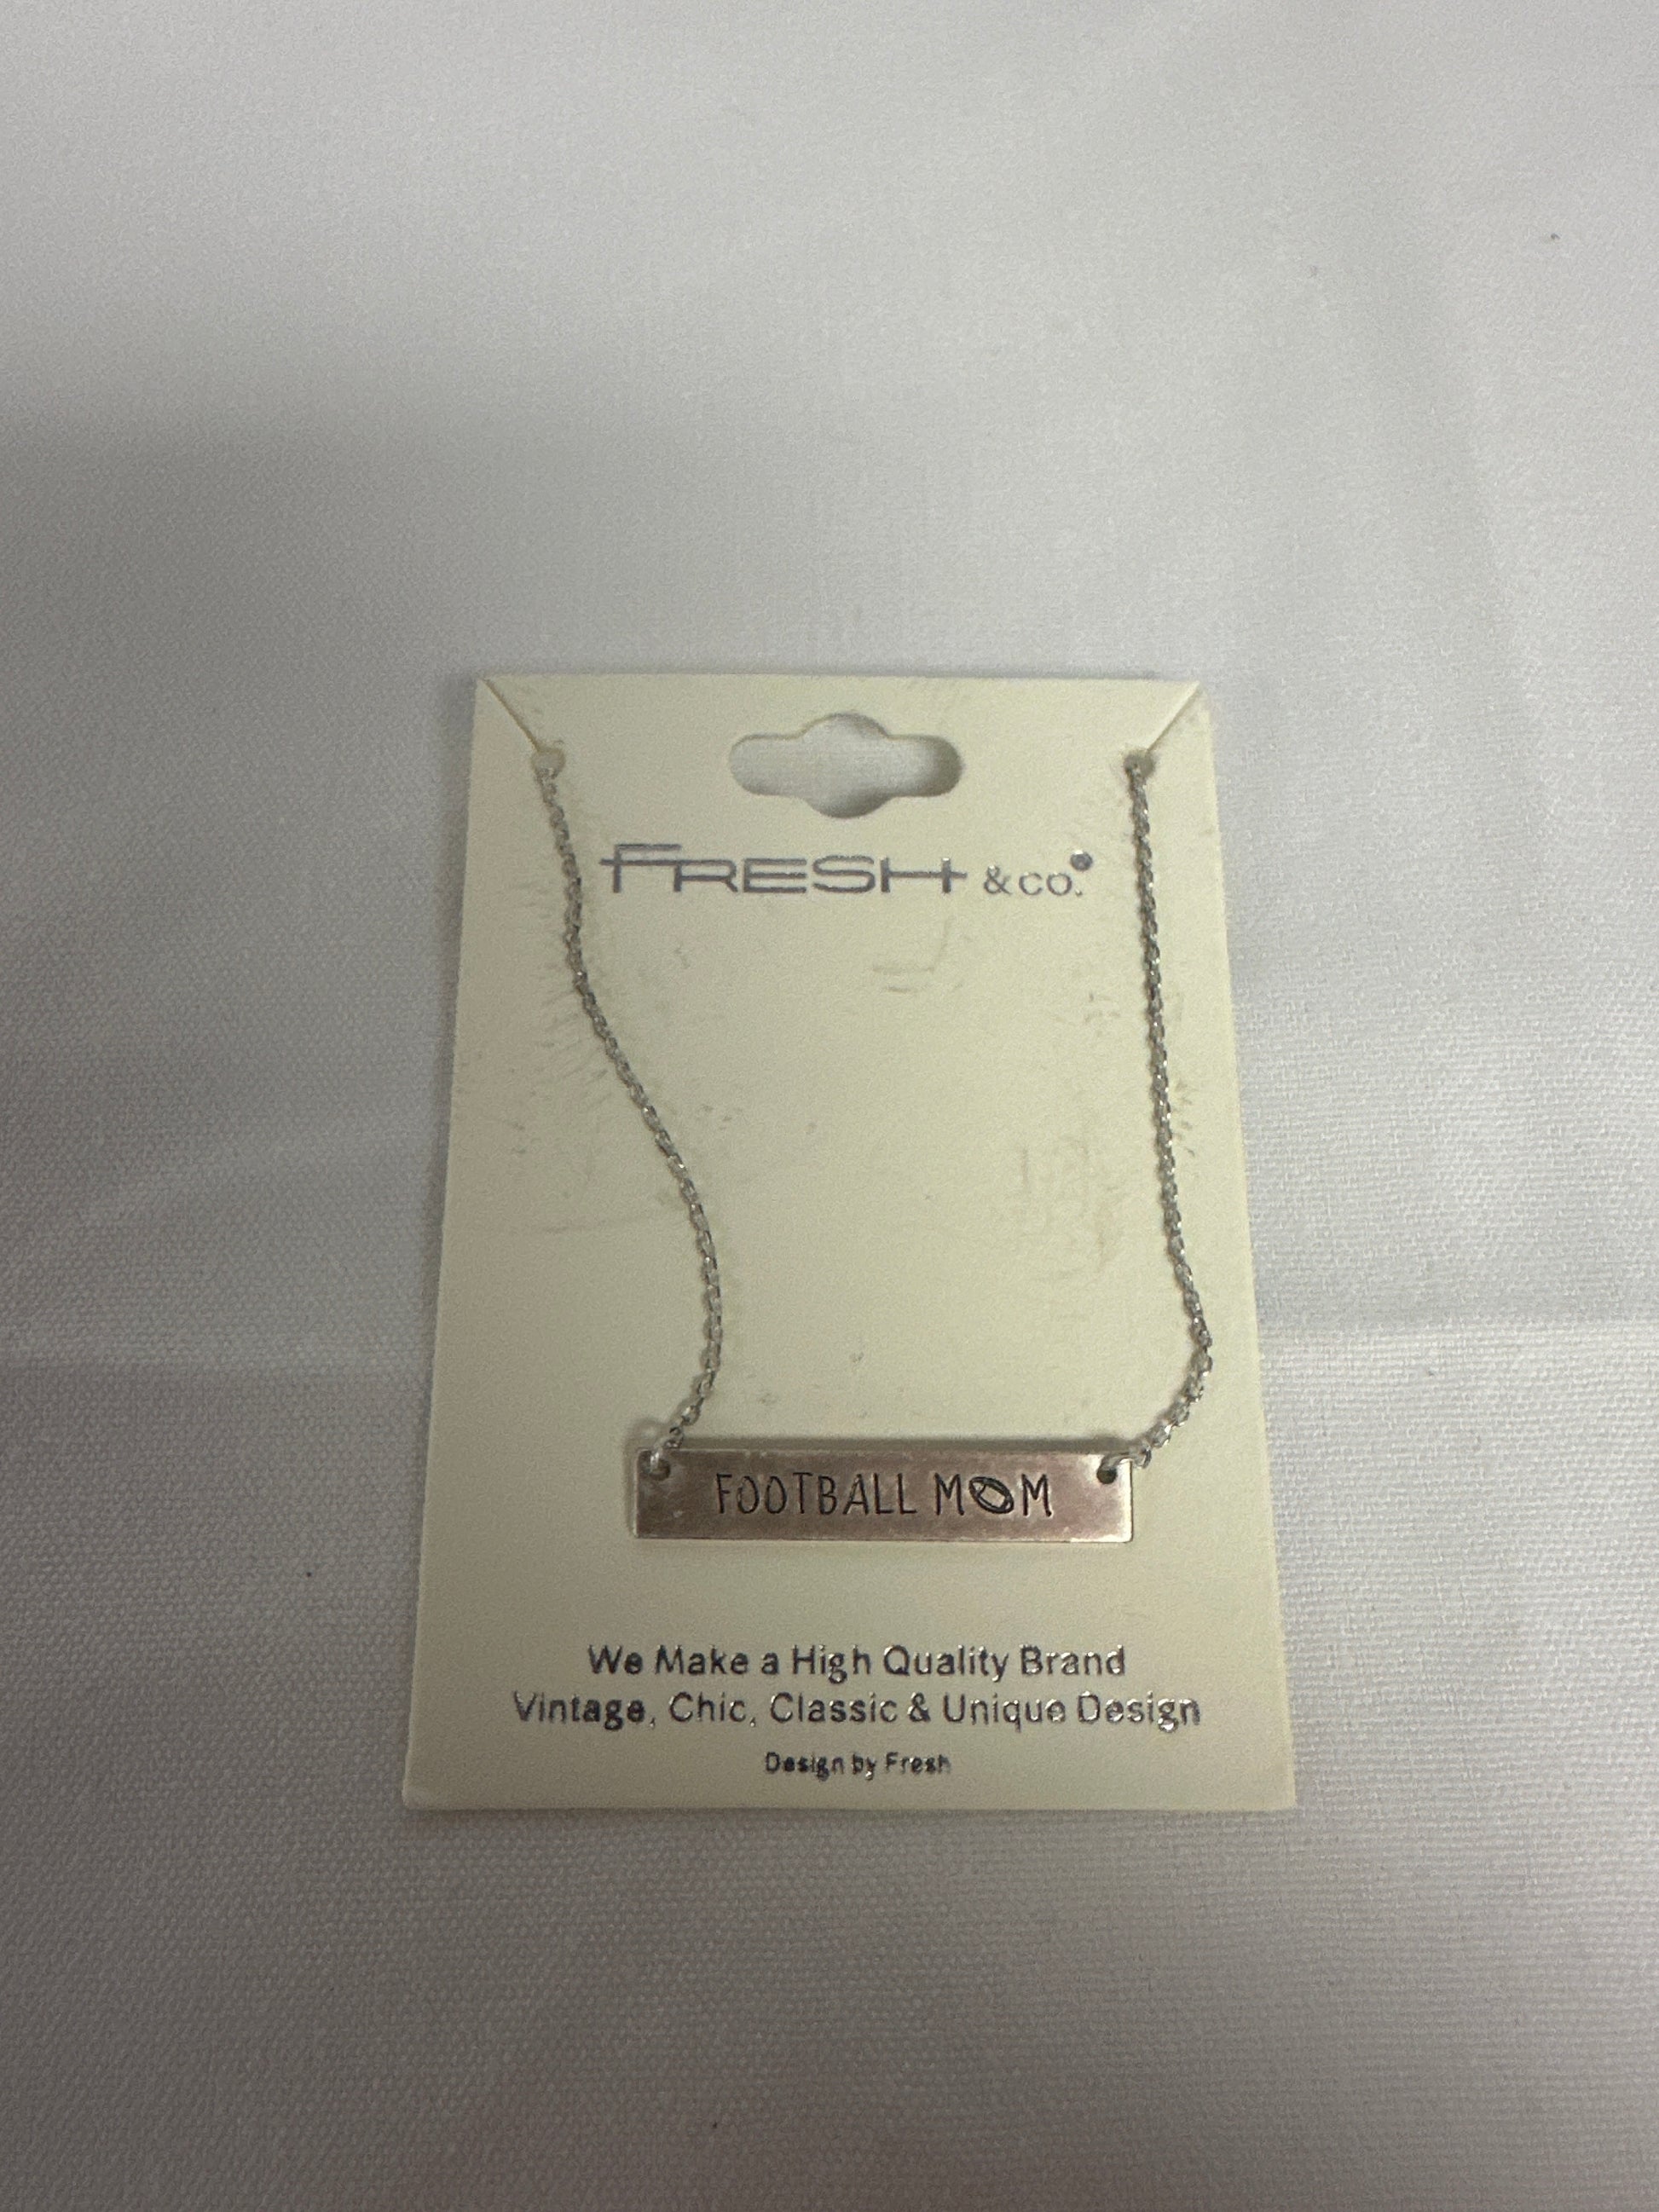 FRESH & CO.
FOOTBALL MOM
We Make a High Quality Brand
Vintage, Chic, Classic & Unique Design
Design by Fresh